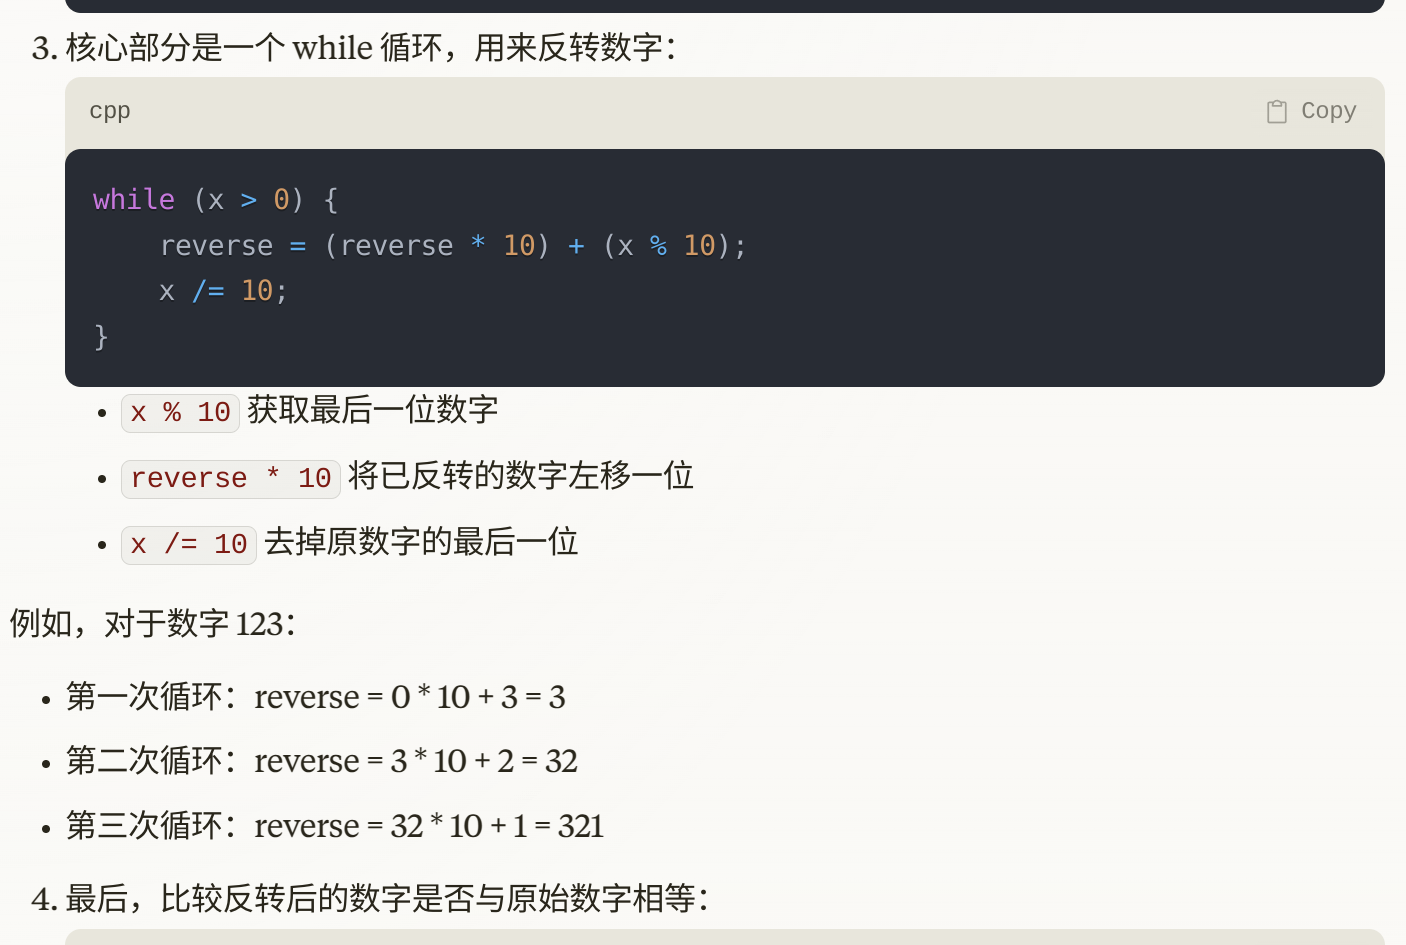 3. 核心部分是一个 while 循环，用来反转数字：
cpp
Copy
while (x > 0) {
    reverse = (reverse * 10) + (x % 10);
    x /= 10;
}
• x % 10 获取最后一位数字
• reverse * 10 将已反转的数字左移一位
• x /= 10 去掉原数字的最后一位
例如，对于数字 123：
• 第一次循环：reverse = 0 * 10 + 3 = 3
• 第二次循环：reverse = 3 * 10 + 2 = 32
• 第三次循环：reverse = 32 * 10 + 1 = 321
4. 最后，比较反转后的数字是否与原始数字相等：